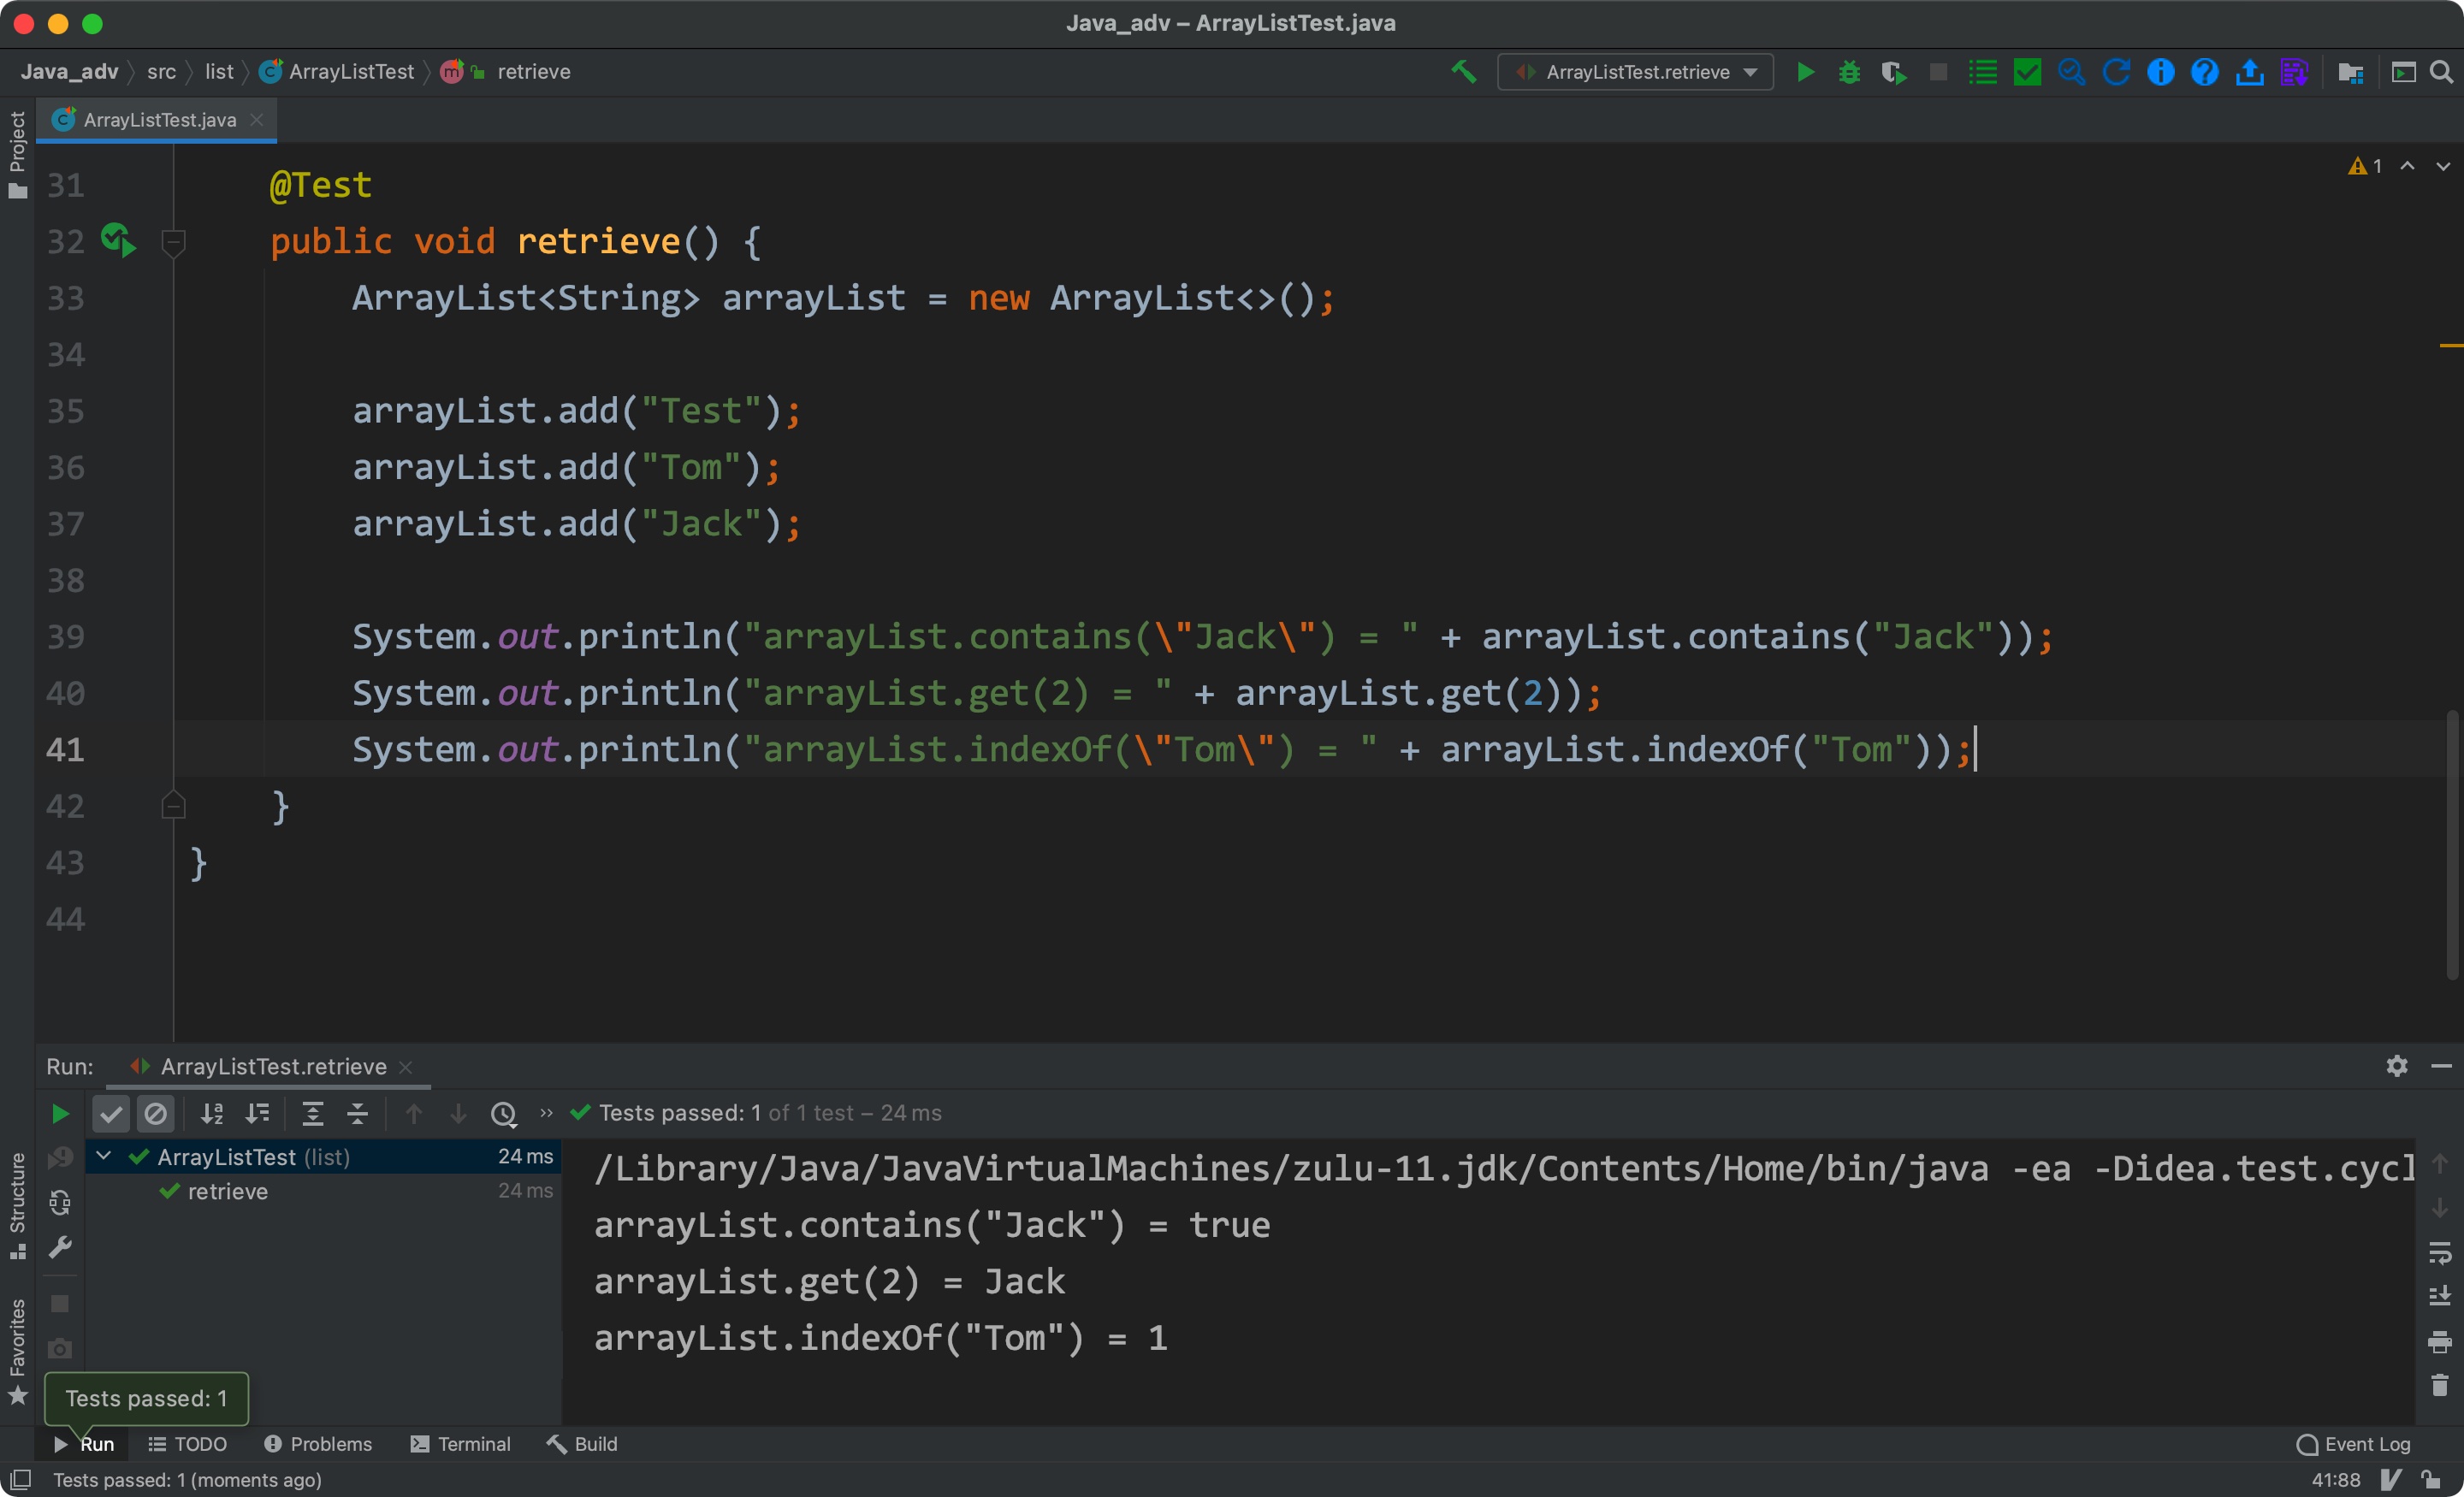 Java_adv – ArrayListTest.java
Java_adv src list ArrayListTest retrieve
ArrayListTest.retrieve
Project
ArrayListTest.java
1
31 @Test
32 public void retrieve() {
33 ArrayList<String> arrayList = new ArrayList<>();
34
35 arrayList.add("Test");
36 arrayList.add("Tom");
37 arrayList.add("Jack");
38
39 System.out.println("arrayList.contains(\"Jack\") = " + arrayList.contains("Jack"));
40 System.out.println("arrayList.get(2) = " + arrayList.get(2));
41 System.out.println("arrayList.indexOf(\"Tom\") = " + arrayList.indexOf("Tom"));
42 }
43 }
44
Run: ArrayListTest.retrieve
Tests passed: 1 of 1 test – 24 ms
ArrayListTest (list) 24 ms
retrieve 24 ms
/Library/Java/JavaVirtualMachines/zulu-11.jdk/Contents/Home/bin/java -ea -Didea.test.cycl
arrayList.contains("Jack") = true
arrayList.get(2) = Jack
arrayList.indexOf("Tom") = 1
Structure
Favorites
Tests passed: 1
Run TODO Problems Terminal Build Event Log
Tests passed: 1 (moments ago) 41:88